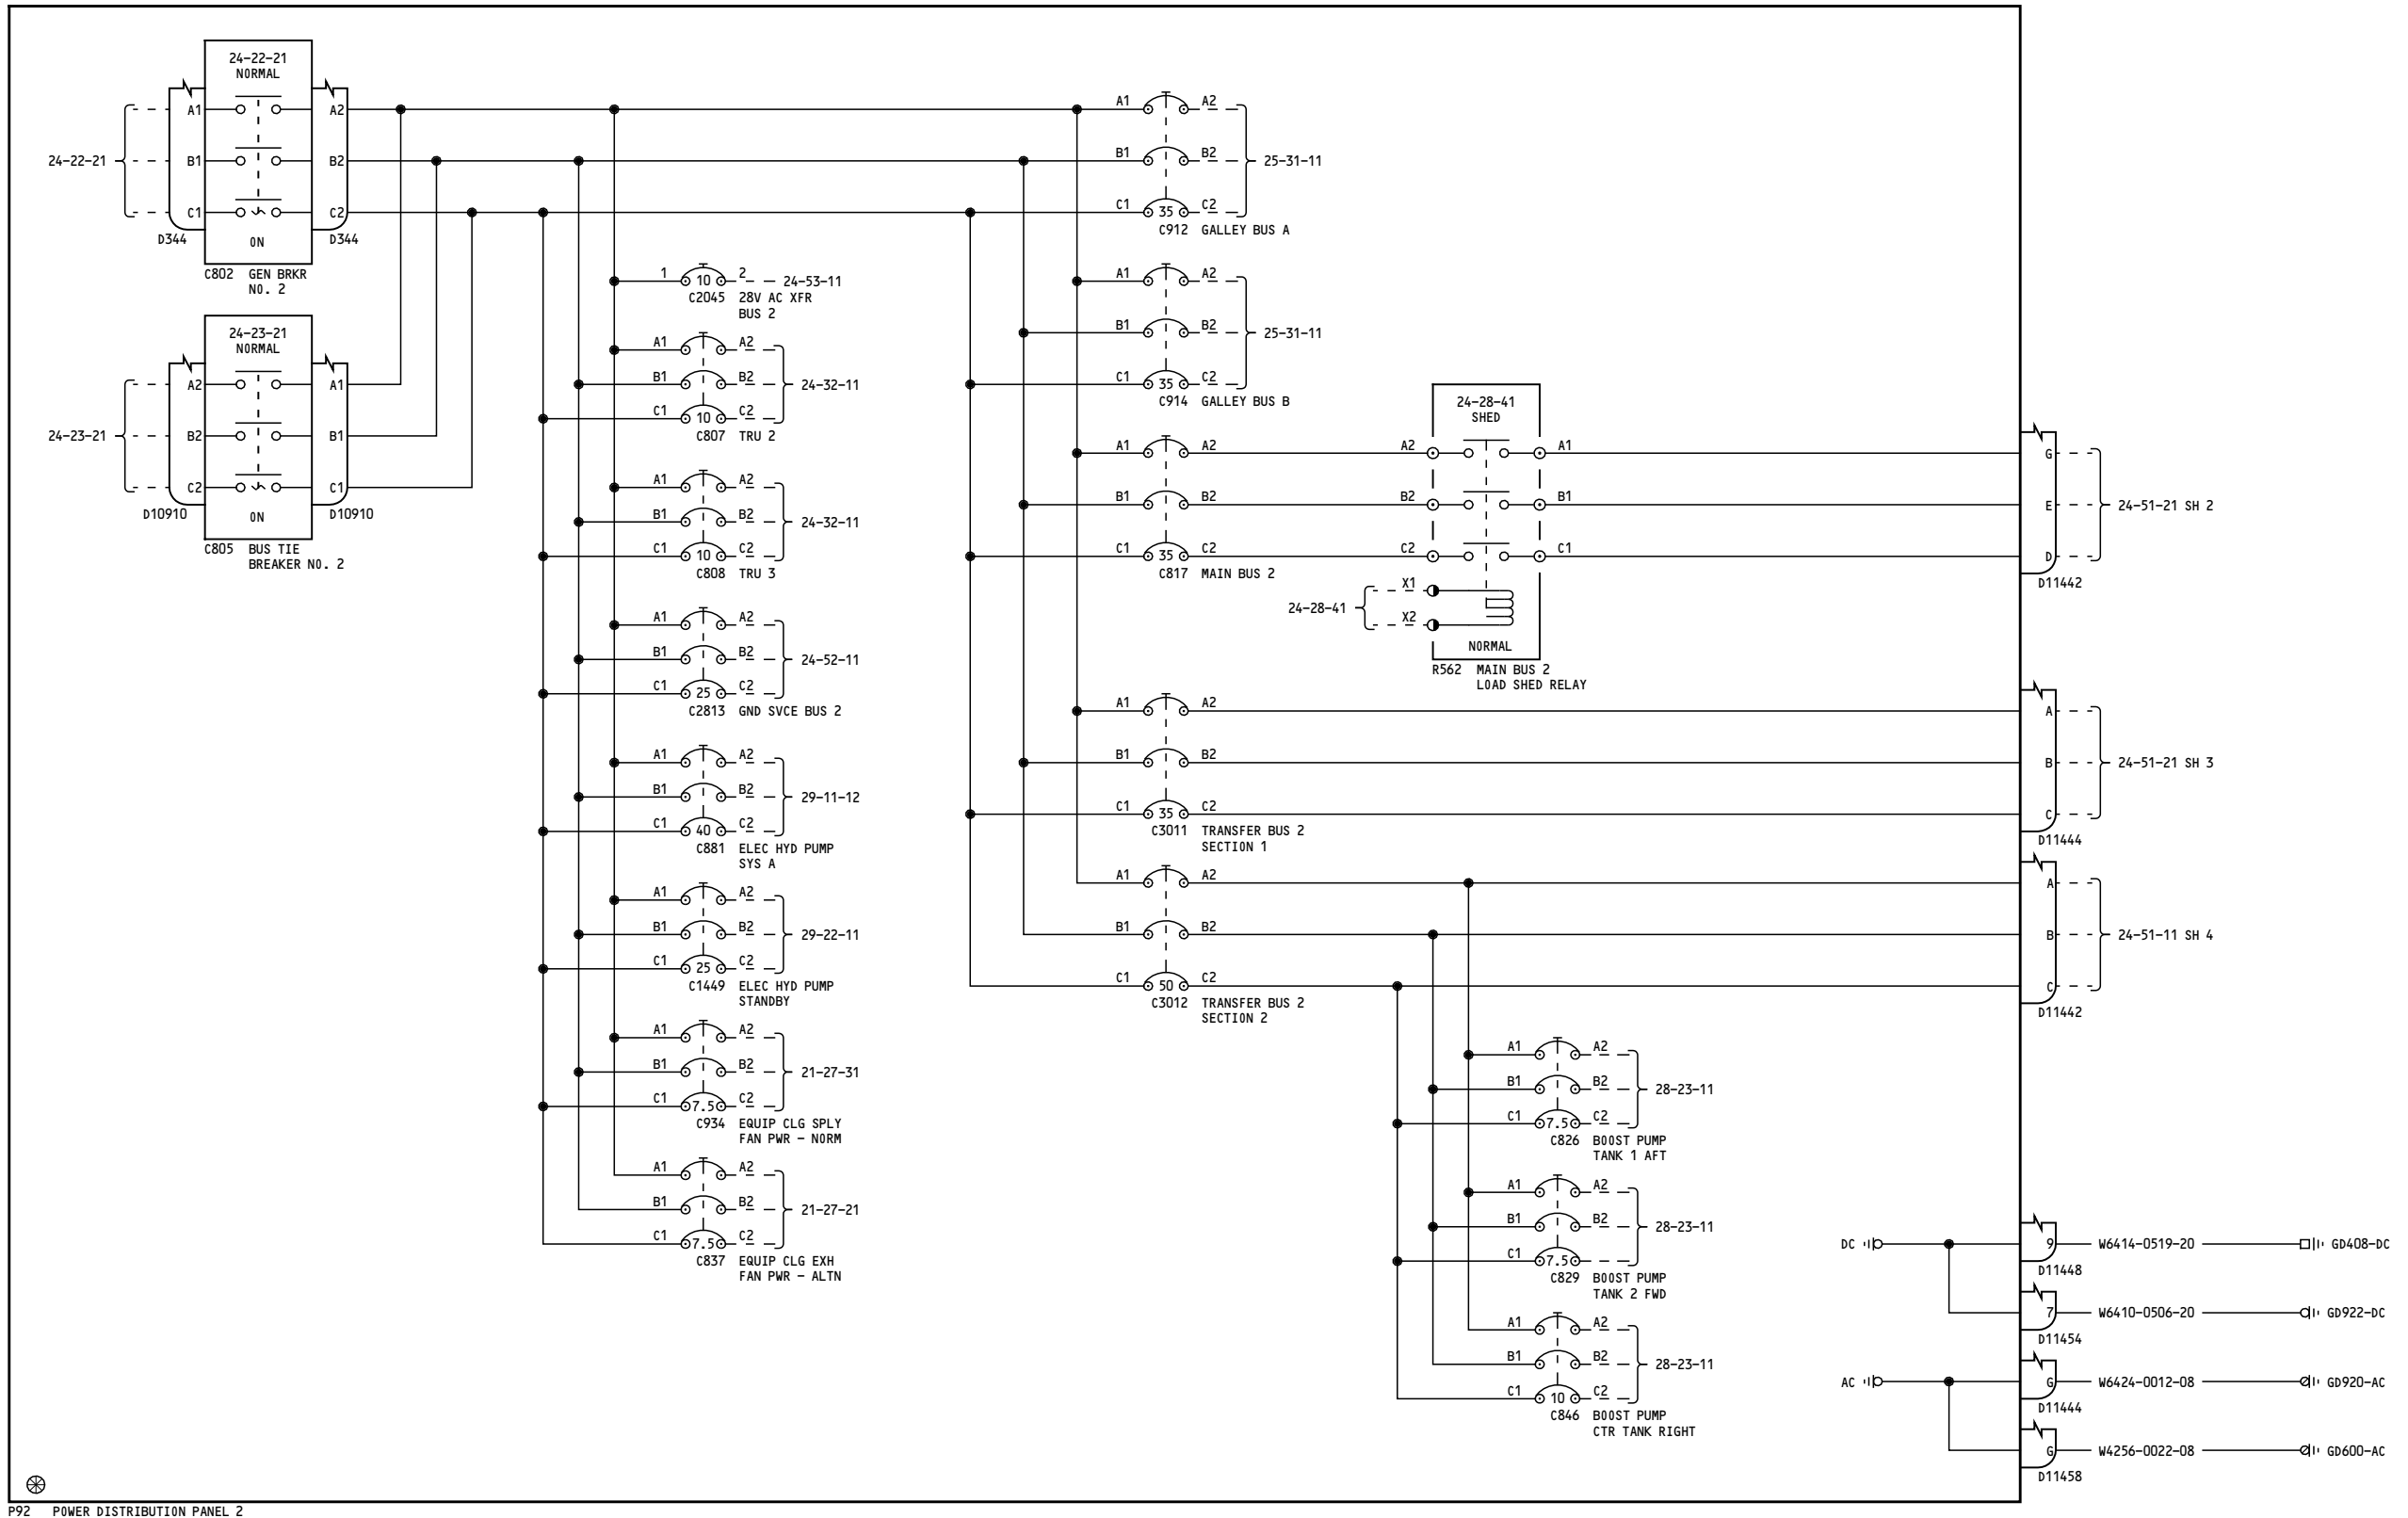 24-22-21
NORMAL
A1 A2
24-22-21 B1 B2
C1 C2
D344 ON D344
C802 GEN BRKR
NO. 2
24-23-21
NORMAL
A2 A1
24-23-21 B2 B1
C2 C1
D10910 ON D10910
C805 BUS TIE
BREAKER NO. 2
1 10 2 24-53-11
C2045 28V AC XFR
BUS 2
A1 A2
B1 B2 24-32-11
C1 10 C2
C807 TRU 2
A1 A2
B1 B2 24-32-11
C1 10 C2
C808 TRU 3
A1 A2
B1 B2 24-52-11
C1 25 C2
C2813 GND SVCE BUS 2
A1 A2
B1 B2 29-11-12
C1 40 C2
C881 ELEC HYD PUMP
SYS A
A1 A2
B1 B2 29-22-11
C1 25 C2
C1449 ELEC HYD PUMP
STANDBY
A1 A2
B1 B2 21-27-31
C1 7.5 C2
C934 EQUIP CLG SPLY
FAN PWR - NORM
A1 A2
B1 B2 21-27-21
C1 7.5 C2
C837 EQUIP CLG EXH
FAN PWR - ALTN
A1 A2
B1 B2 25-31-11
C1 35 C2
C912 GALLEY BUS A
A1 A2
B1 B2 25-31-11
C1 35 C2
C914 GALLEY BUS B
A1 A2
B1 B2
C1 35 C2
C817 MAIN BUS 2
24-28-41
SHED
A2 A1
B2 B1
C2 C1
X1
24-28-41
X2
NORMAL
R562 MAIN BUS 2
LOAD SHED RELAY
G
E 24-51-21 SH 2
D
D11442
A1 A2
B1 B2
C1 35 C2
C3011 TRANSFER BUS 2
SECTION 1
A
B 24-51-21 SH 3
C
D11444
A1 A2
B1 B2
C1 50 C2
C3012 TRANSFER BUS 2
SECTION 2
A
B 24-51-11 SH 4
C
D11442
A1 A2
B1 B2 28-23-11
C1 7.5 C2
C826 BOOST PUMP
TANK 1 AFT
A1 A2
B1 B2 28-23-11
C1 7.5
C829 BOOST PUMP
TANK 2 FWD
A1 A2
B1 B2 28-23-11
C1 10 C2
C846 BOOST PUMP
CTR TANK RIGHT
DC 9 W6414-0519-20 GD408-DC
D11448
7 W6410-0506-20 GD922-DC
D11454
AC G W6424-0012-08 GD920-AC
D11444
G W4256-0022-08 GD600-AC
D11458
P92 POWER DISTRIBUTION PANEL 2